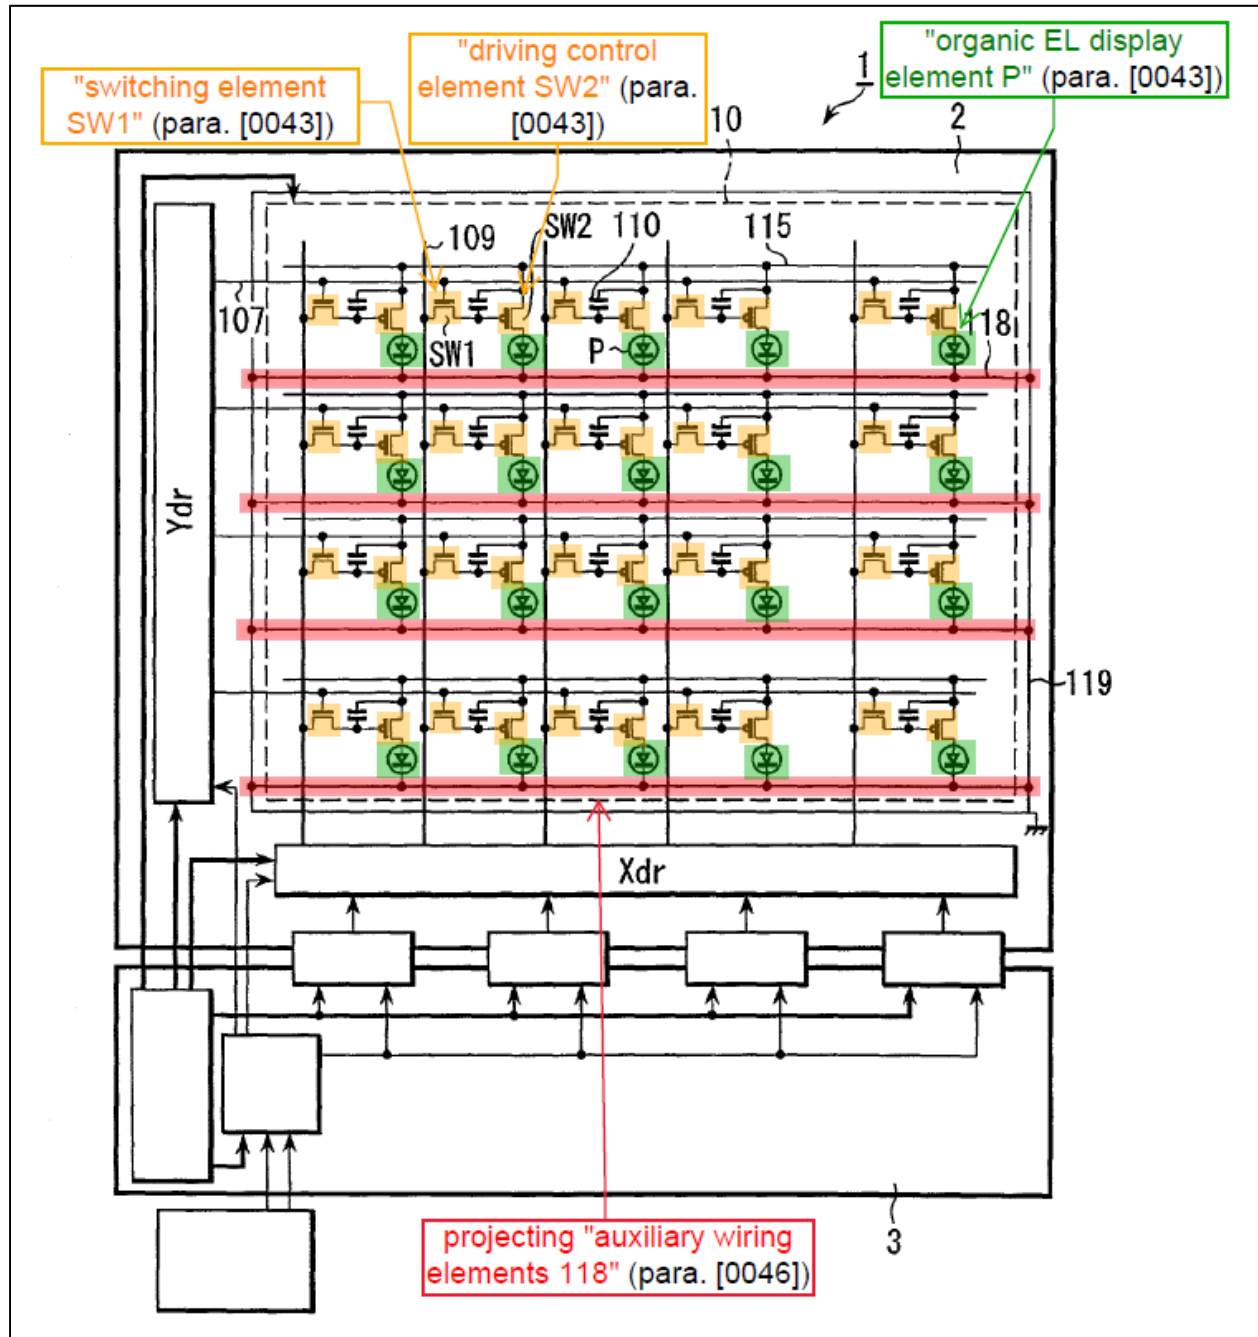 "switching element
SW1" (para. [0043])
"driving control
element SW2" (para.
[0043])
"organic EL display
element P" (para. [0043])
1
2
10
109
SW2
110
115
107
SW1
P
118
Ydr
119
Xdr
projecting "auxiliary wiring
elements 118" (para. [0046])
3